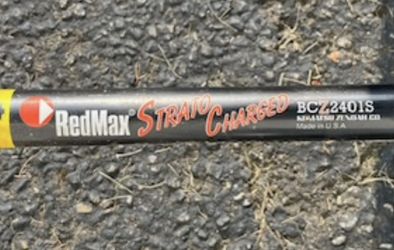 RedMax® STRATO CHARGED BCZ2401S
KOMATSU ZENOAH CO.
Made in U.S.A.